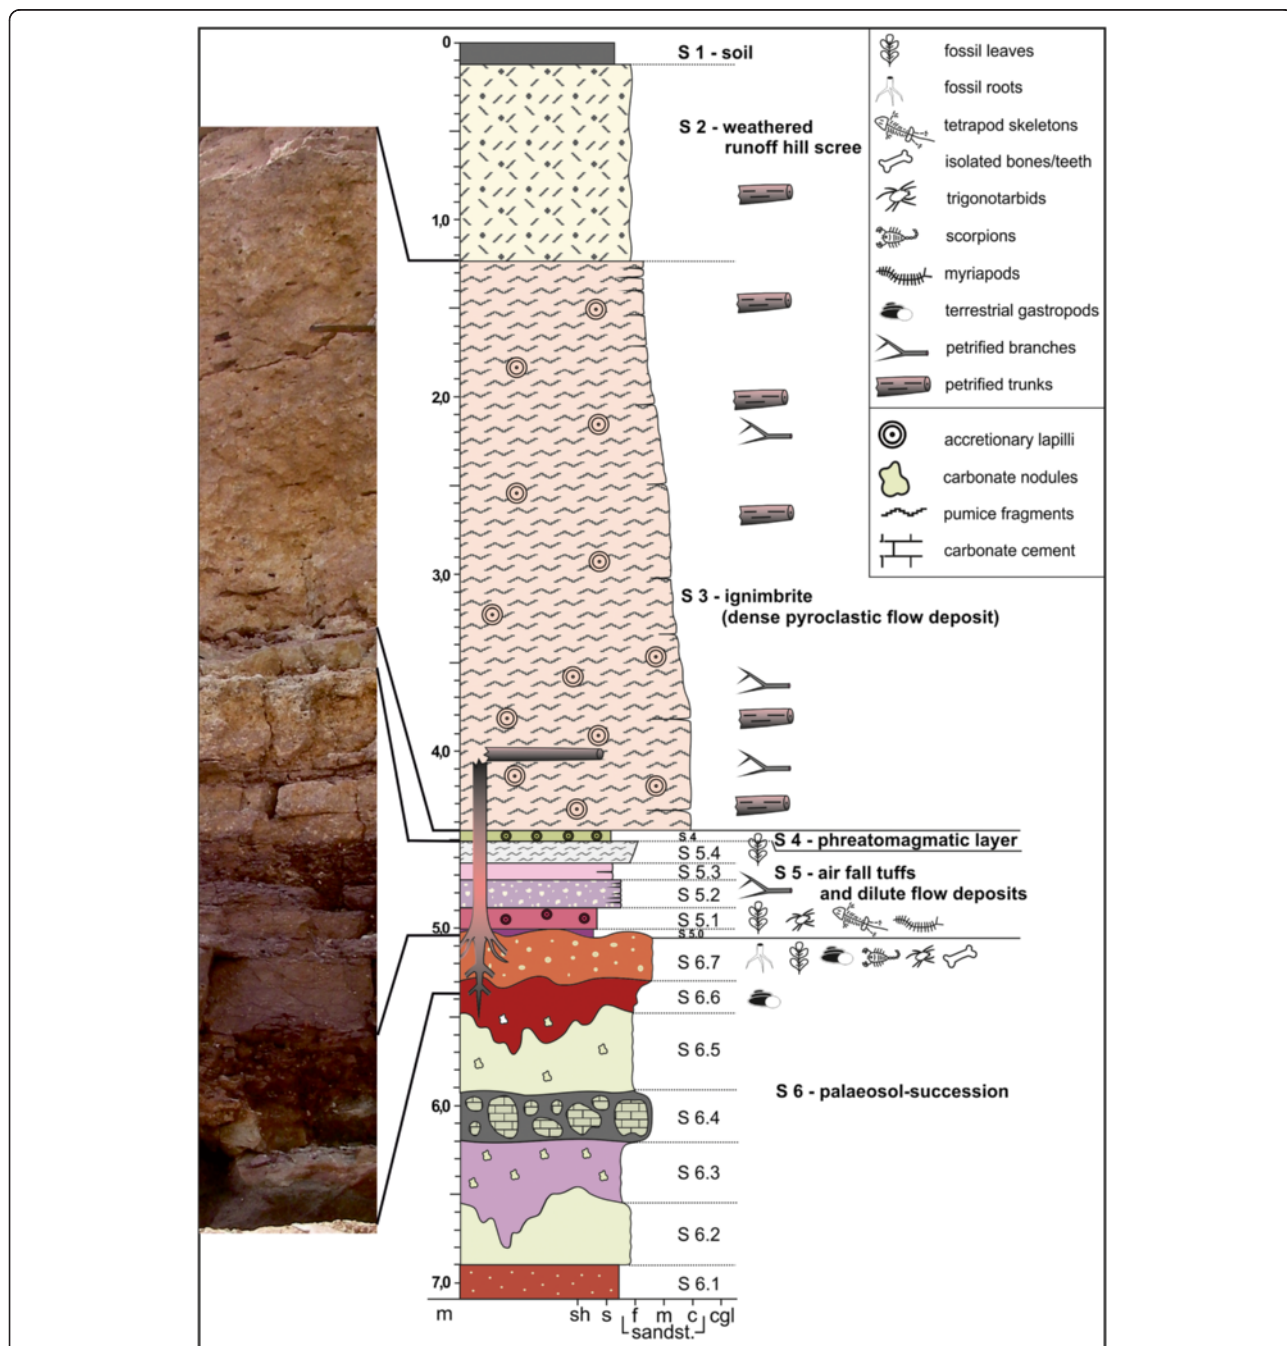 0
1,0
2,0
3,0
4,0
5,0
6,0
7,0
m
sh s f m c cgl
sandst.
S 1 - soil
S 2 - weathered
runoff hill scree
S 3 - ignimbrite
(dense pyroclastic flow deposit)
S 4
S 4 - phreatomagmatic layer
S 5.4
S 5.3
S 5.2
S 5.1
S 5.0
S 5 - air fall tuffs
and dilute flow deposits
S 6.7
S 6.6
S 6.5
S 6.4
S 6.3
S 6.2
S 6.1
S 6 - palaeosol-succession
fossil leaves
fossil roots
tetrapod skeletons
isolated bones/teeth
trigonotarbids
scorpions
myriapods
terrestrial gastropods
petrified branches
petrified trunks
accretionary lapilli
carbonate nodules
pumice fragments
carbonate cement